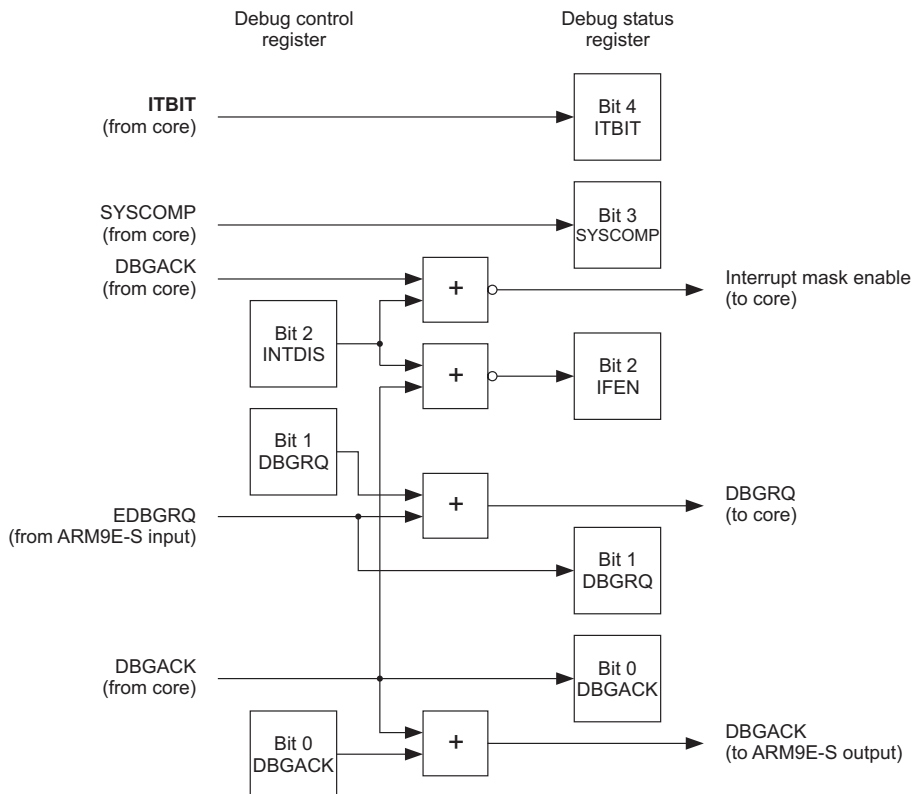 Debug control
register
Debug status
register
ITBIT
(from core)
Bit 4
ITBIT
SYSCOMP
(from core)
Bit 3
SYSCOMP
DBGACK
(from core)
+
Interrupt mask enable
(to core)
Bit 2
INTDIS
+
Bit 2
IFEN
Bit 1
DBGRQ
EDBGRQ
(from ARM9E-S input)
+
DBGRQ
(to core)
Bit 1
DBGRQ
DBGACK
(from core)
Bit 0
DBGACK
Bit 0
DBGACK
+
DBGACK
(to ARM9E-S output)